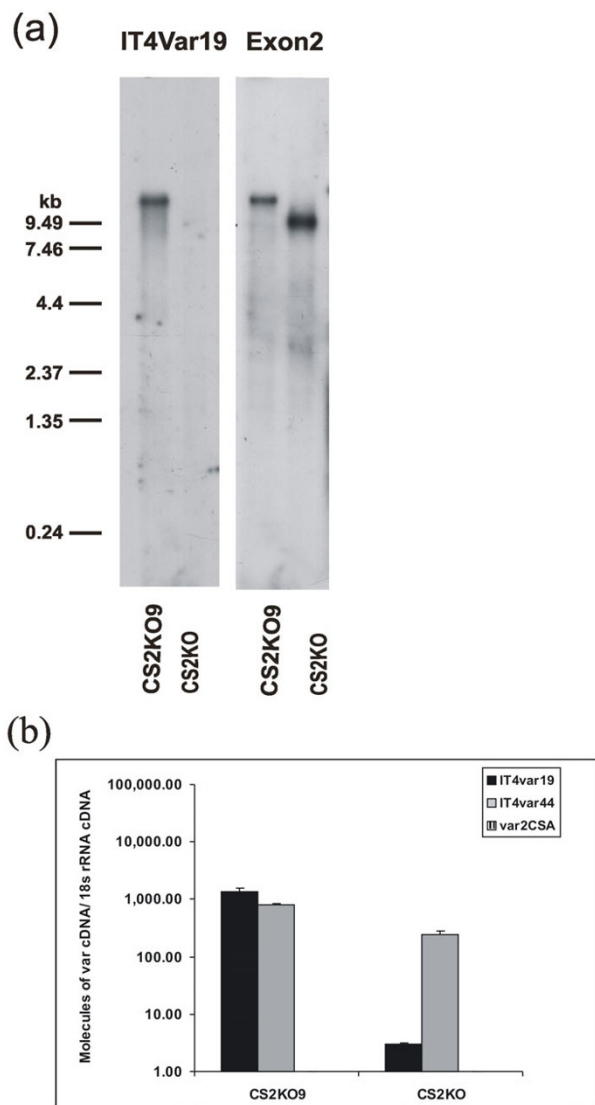 (a)
IT4Var19 Exon2
kb
9.49
7.46
4.4
2.37
1.35
0.24
CS2KO9
CS2KO
CS2KO9
CS2KO
(b)
Molecules of var cDNA/ 18s rRNA cDNA
100,000.00
10,000.00
1,000.00
100.00
10.00
1.00
IT4var19
IT4var44
var2CSA
CS2KO9
CS2KO